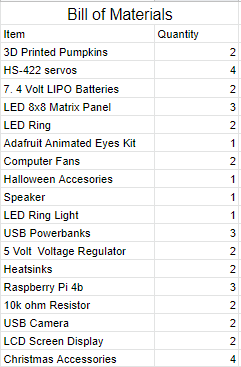 Bill of Materials
Item Quantity
3D Printed Pumpkins 2
HS-422 servos 4
7. 4 Volt LIPO Batteries 2
LED 8x8 Matrix Panel 3
LED Ring 2
Adafruit Animated Eyes Kit 1
Computer Fans 2
Halloween Accesories 1
Speaker 1
LED Ring Light 1
USB Powerbanks 3
5 Volt  Voltage Regulator 2
Heatsinks 2
Raspberry Pi 4b 3
10k ohm Resistor 2
USB Camera 2
LCD Screen Display 2
Christmas Accessories 4